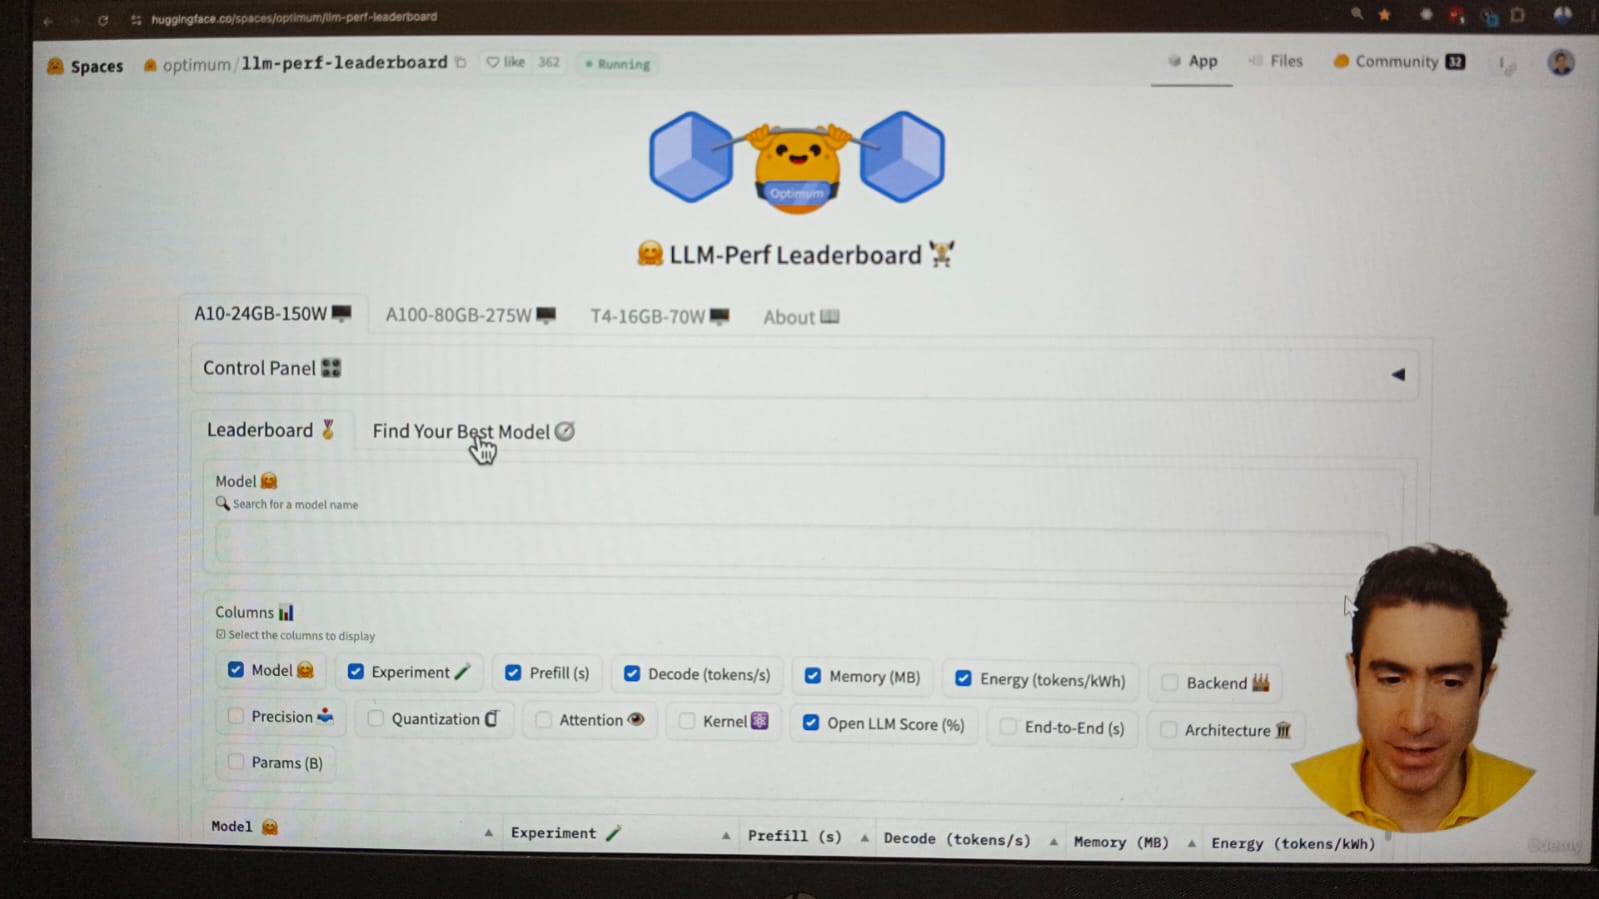 huggingface.co/spaces/optimum/llm-perf-leaderboard
Spaces optimum/llm-perf-leaderboard like 362 Running App Files Community 32
Optimum
LLM-Perf Leaderboard
A10-24GB-150W A100-80GB-275W T4-16GB-70W About
Control Panel
Leaderboard Find Your Best Model
Model
Search for a model name
Columns
Select the columns to display
Model Experiment Prefill (s) Decode (tokens/s) Memory (MB) Energy (tokens/kWh) Backend
Precision Quantization Attention Kernel Open LLM Score (%) End-to-End (s) Architecture
Params (B)
Model Experiment Prefill (s) Decode (tokens/s) Memory (MB) Energy (tokens/kWh)
Udemy